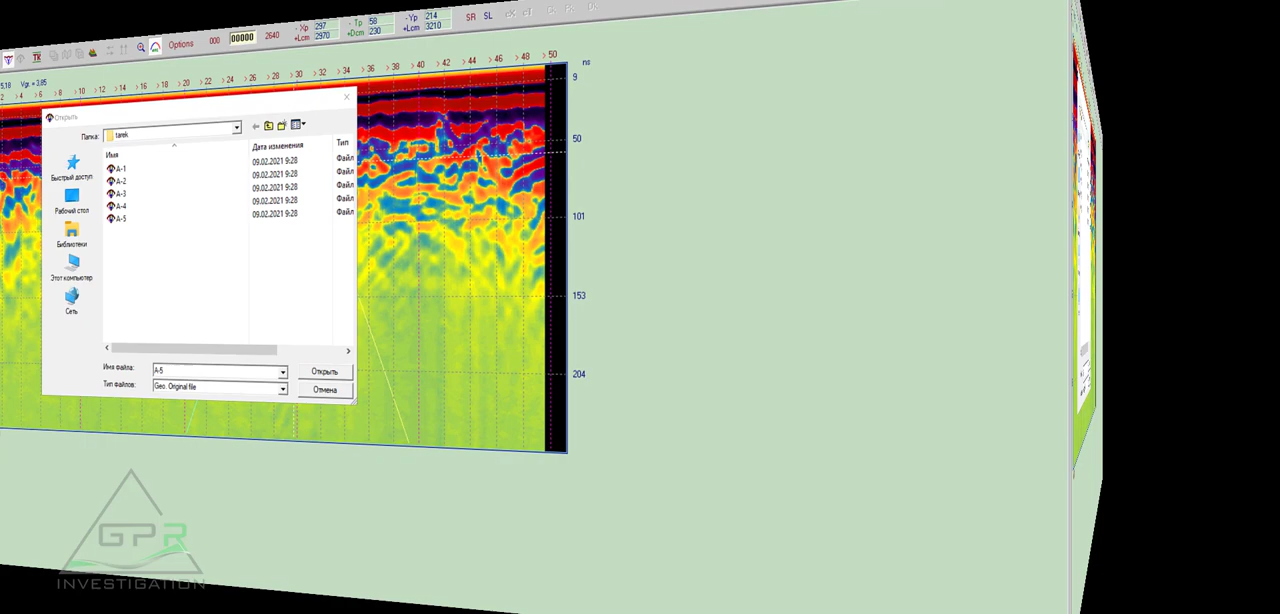 TR
Options
000
00000
2640
- Xp 297
+Lcm 2970
- Tp 58
+Dcm 230
- Yp 214
+Lcm 3210
SR SL
5,18 Vgr. = 3,85
2 > 4 > 6 > 8 > 10 > 12 > 14 > 16 > 18 > 20 > 22 > 24 > 26 > 28 > 30 > 32 > 34 > 36 > 38 > 40 > 42 > 44 > 46 > 48 > 50
ns
9
50
101
153
204
Открыть
Папка: tarek
Имя Дата изменения Тип
A-1 09.02.2021 9:28 Файл
A-2 09.02.2021 9:28 Файл
A-3 09.02.2021 9:28 Файл
A-4 09.02.2021 9:28 Файл
A-5 09.02.2021 9:28 Файл
Быстрый доступ
Рабочий стол
Библиотеки
Этот компьютер
Сеть
Имя файла: A-5 Открыть
Тип файлов: Geo. Original file Отмена
GPR
INVESTIGATION